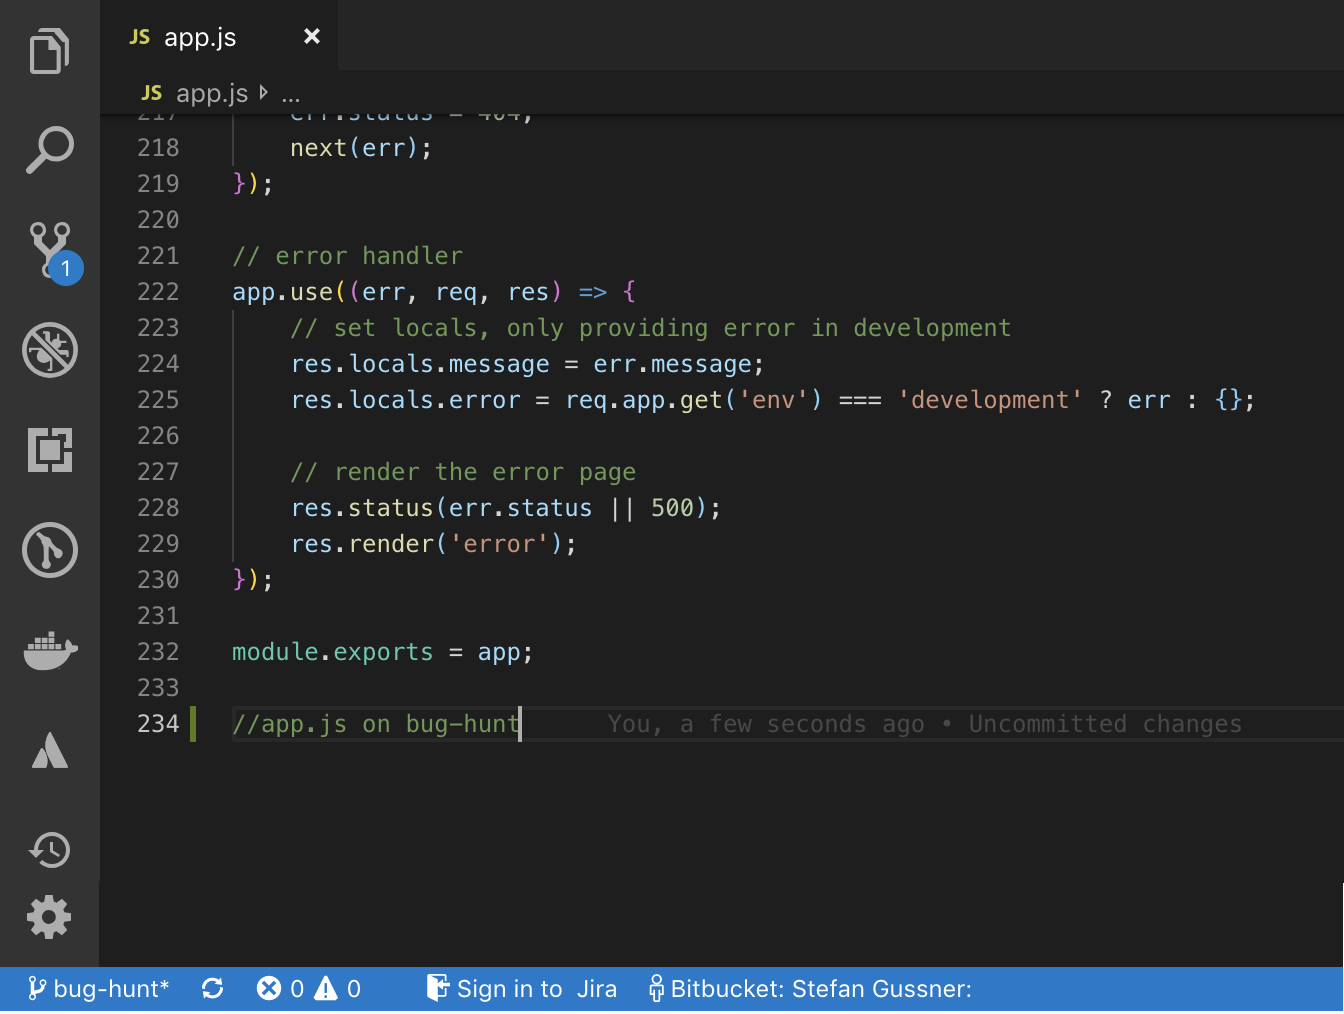 JS app.js ×
JS app.js ...
217 err.status = 404;
218 next(err);
219 });
220
221 // error handler
222 app.use((err, req, res) => {
223 // set locals, only providing error in development
224 res.locals.message = err.message;
225 res.locals.error = req.app.get('env') === 'development' ? err : {};
226
227 // render the error page
228 res.status(err.status || 500);
229 res.render('error');
230 });
231
232 module.exports = app;
233
234 //app.js on bug-hunt You, a few seconds ago • Uncommitted changes
1
bug-hunt* 0 0 Sign in to Jira Bitbucket: Stefan Gussner: